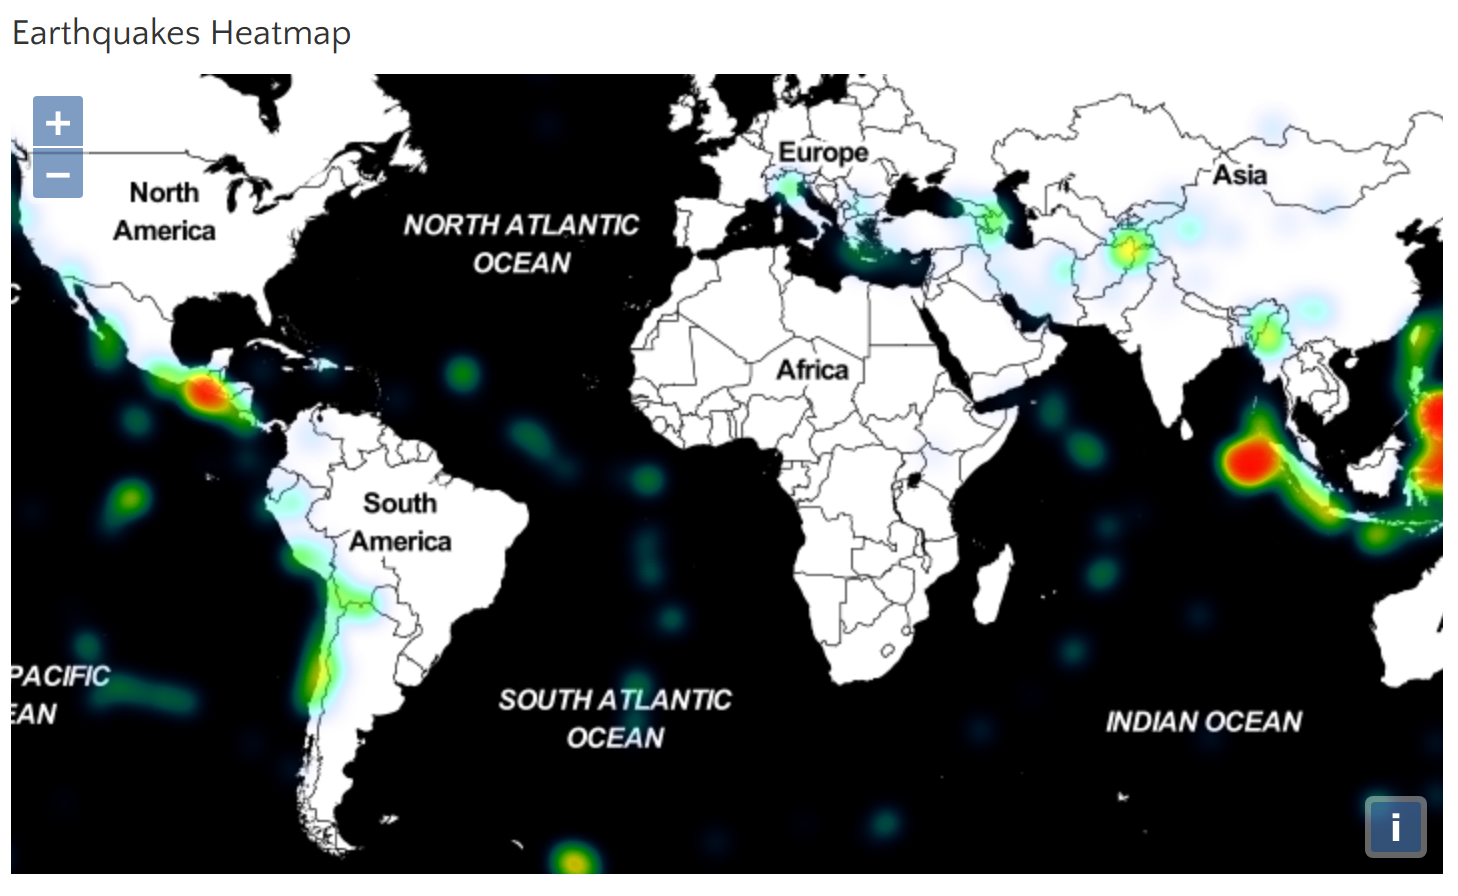 Earthquakes Heatmap
+
−
North
America
NORTH ATLANTIC
OCEAN
Europe
Asia
Africa
South
America
PACIFIC
EAN
SOUTH ATLANTIC
OCEAN
INDIAN OCEAN
i